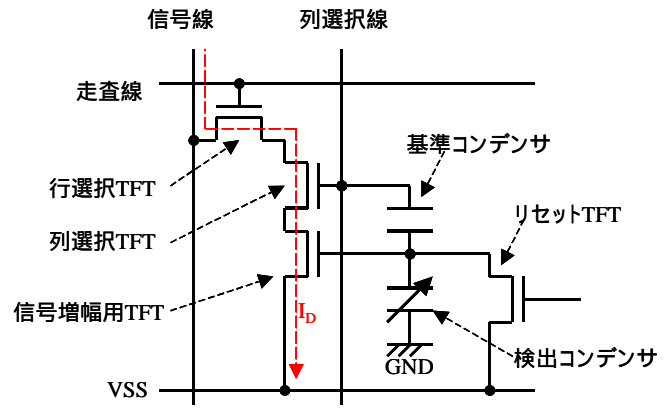 信号線
列選択線
走査線
基準コンデンサ
行選択TFT
リセットTFT
列選択TFT
信号増幅用TFT
ID
検出コンデンサ
GND
VSS